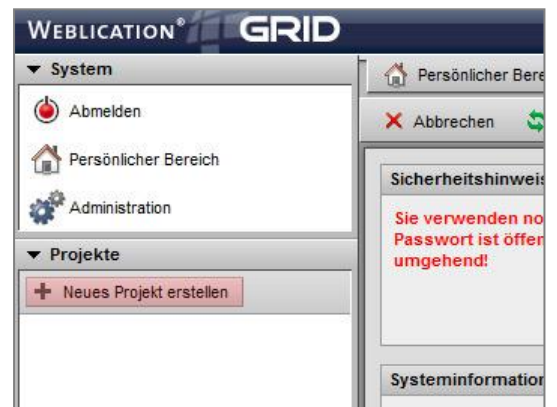 WEBLICATION® GRID
System
Abmelden
Persönlicher Bereich
Administration
Projekte
Neues Projekt erstellen
Persönlicher Bere
Abbrechen
Sicherheitshinweis
Sie verwenden no
Passwort ist öffen
umgehend!
Systeminformation